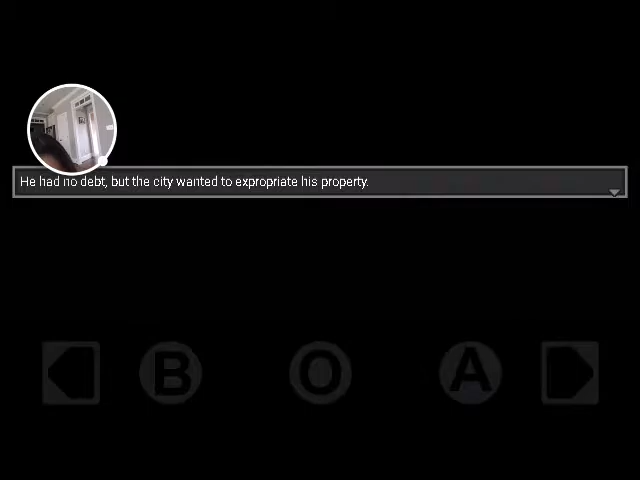 He had no debt, but the city wanted to expropriate his property.
B O A